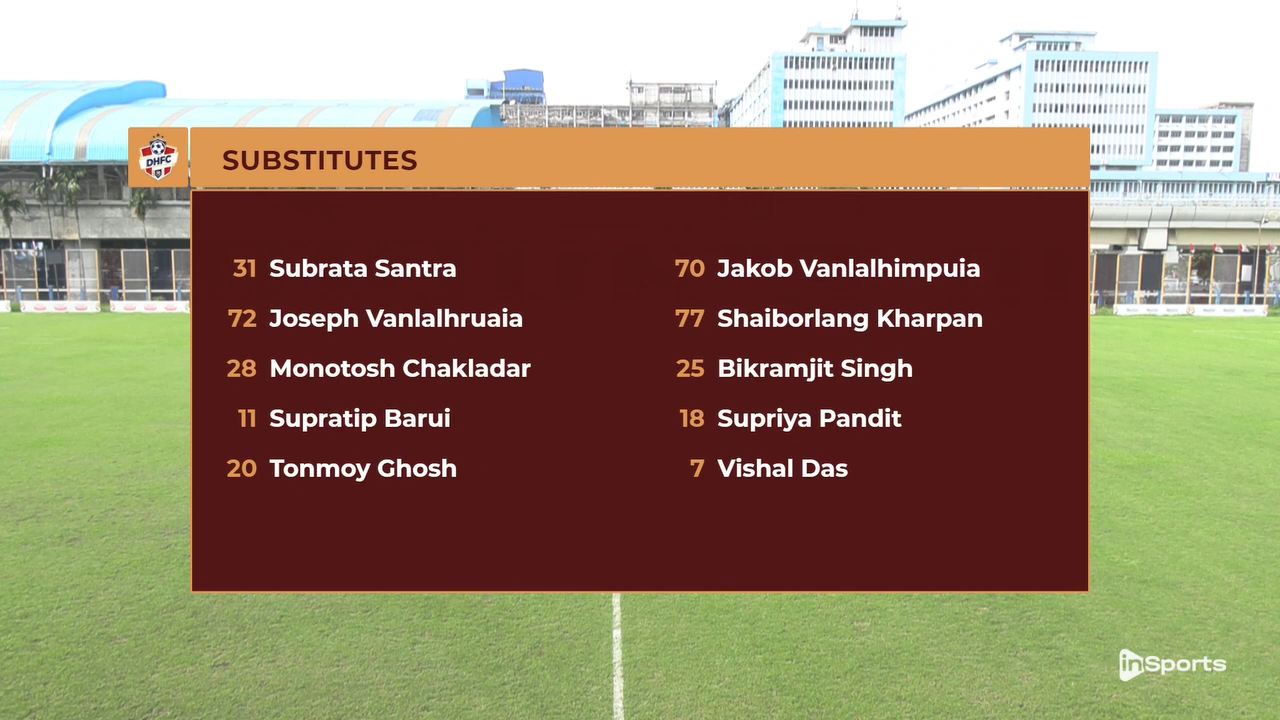 DHFC
SUBSTITUTES
31 Subrata Santra
72 Joseph Vanlalhruaia
28 Monotosh Chakladar
11 Supratip Barui
20 Tonmoy Ghosh
70 Jakob Vanlalhimpuia
77 Shaiborlang Kharpan
25 Bikramjit Singh
18 Supriya Pandit
7 Vishal Das
inSports